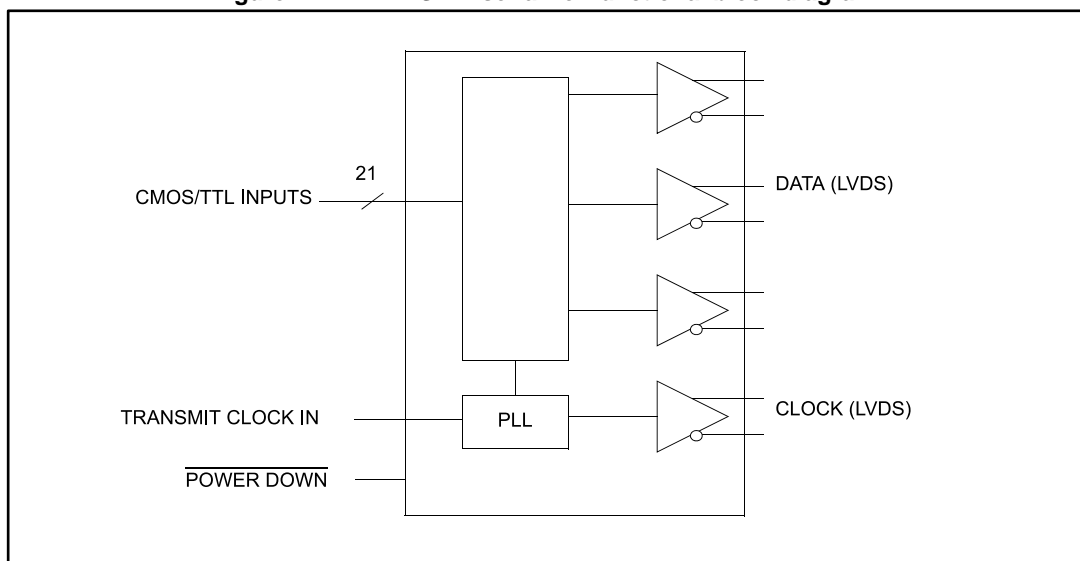 21
CMOS/TTL INPUTS
DATA (LVDS)
TRANSMIT CLOCK IN
PLL
CLOCK (LVDS)
POWER DOWN